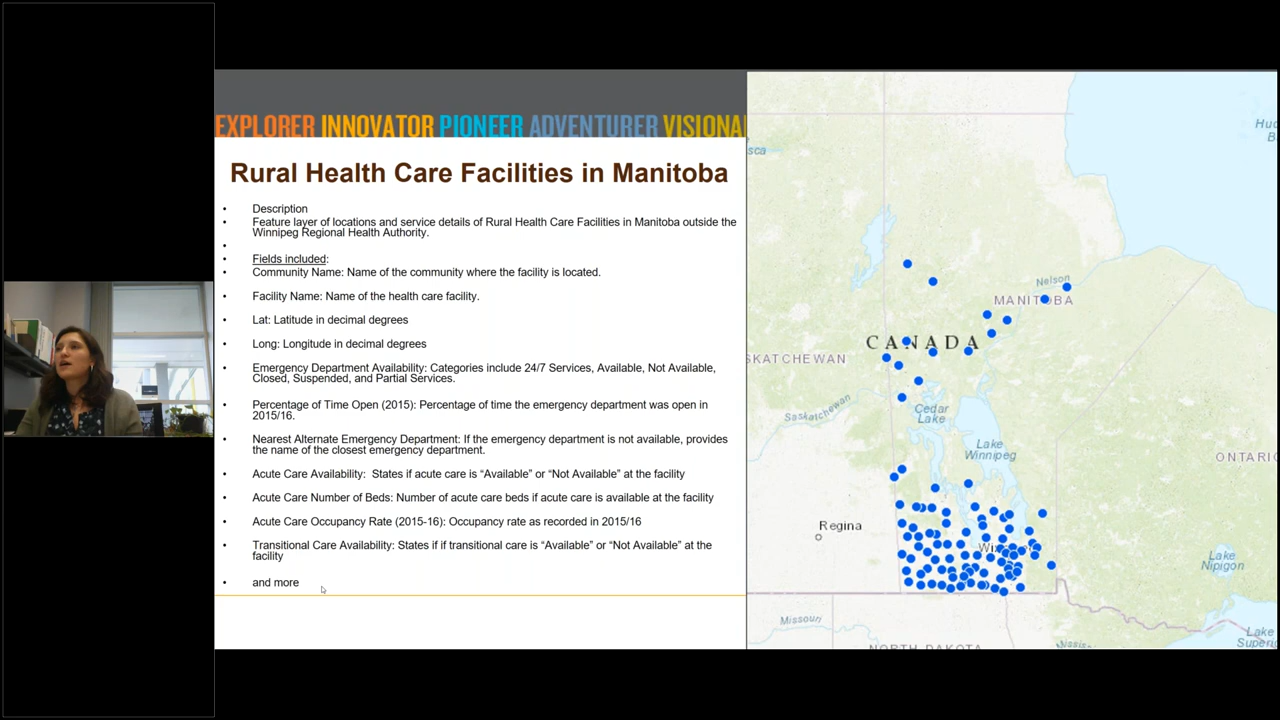 EXPLORER INNOVATOR PIONEER ADVENTURER VISIONA
Rural Health Care Facilities in Manitoba
• Description
• Feature layer of locations and service details of Rural Health Care Facilities in Manitoba outside the
Winnipeg Regional Health Authority.
•
• Fields included:
• Community Name: Name of the community where the facility is located.
• Facility Name: Name of the health care facility.
• Lat: Latitude in decimal degrees
• Long: Longitude in decimal degrees
• Emergency Department Availability: Categories include 24/7 Services, Available, Not Available,
Closed, Suspended, and Partial Services.
• Percentage of Time Open (2015): Percentage of time the emergency department was open in
2015/16.
• Nearest Alternate Emergency Department: If the emergency department is not available, provides
the name of the closest emergency department.
• Acute Care Availability: States if acute care is “Available” or “Not Available” at the facility
• Acute Care Number of Beds: Number of acute care beds if acute care is available at the facility
• Acute Care Occupancy Rate (2015-16): Occupancy rate as recorded in 2015/16
• Transitional Care Availability: States if if transitional care is “Available” or “Not Available” at the
facility
• and more
Hud
B
sca
Nelson
MANITOBA
CANADA
SKATCHEWAN
Saskatchewan
Cedar
Lake
Lake
Winnipeg
ONTARIO
Regina
Wi
Lake
Nipigon
Missouri
Lake
Superio
NORTH DAKOTA